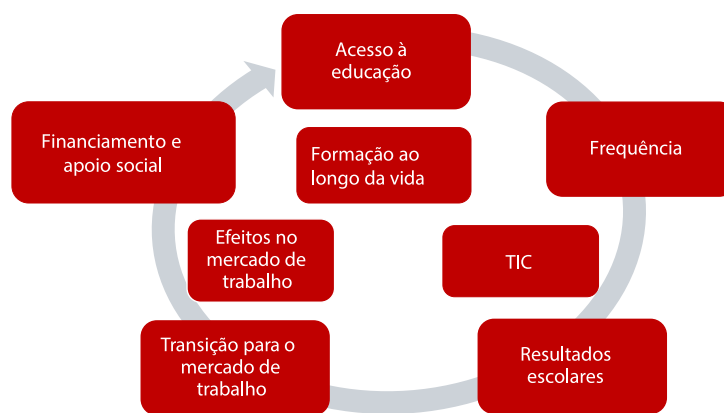 Acesso à
educação
Frequência
Resultados
escolares
Transição para o
mercado de
trabalho
Financiamento e
apoio social
Formação ao
longo da vida
TIC
Efeitos no
mercado de
trabalho